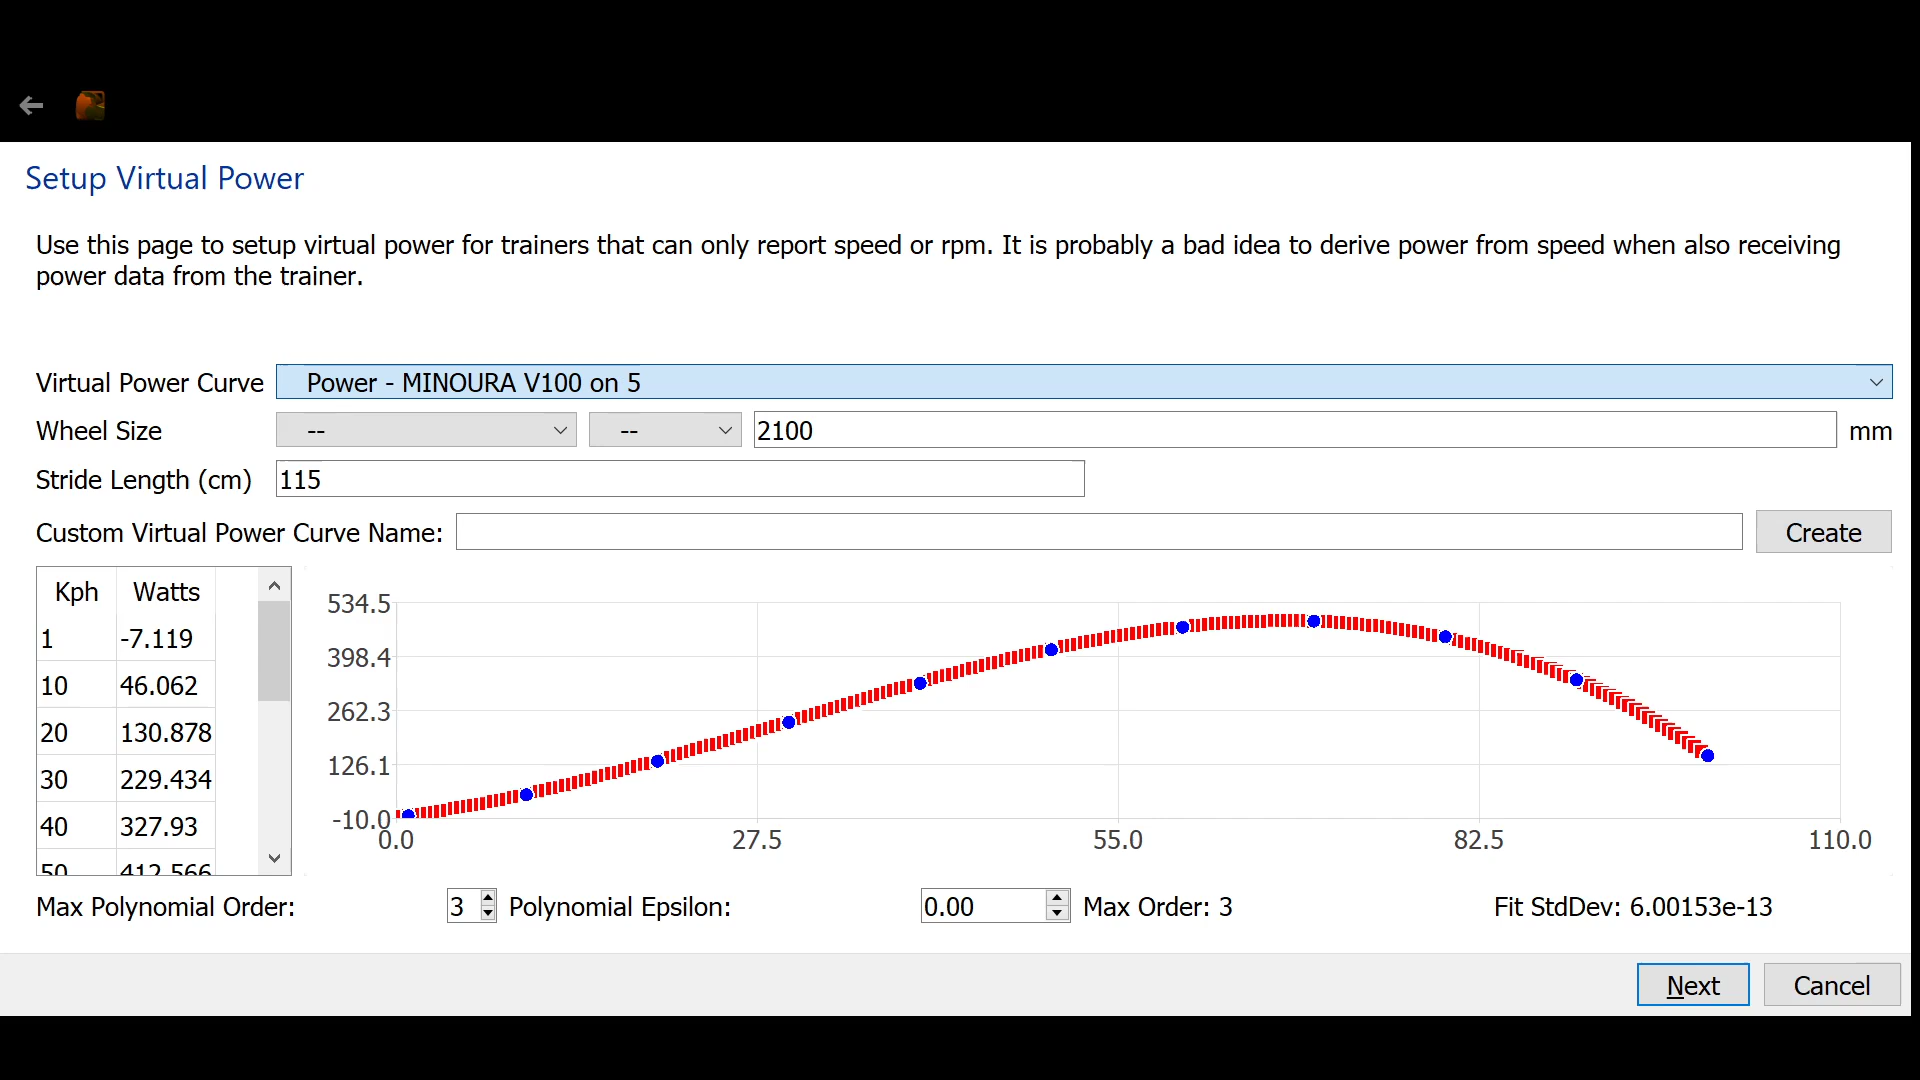 Setup Virtual Power
Use this page to setup virtual power for trainers that can only report speed or rpm. It is probably a bad idea to derive power from speed when also receiving
power data from the trainer.
Virtual Power Curve Power - MINOURA V100 on 5
Wheel Size -- -- 2100 mm
Stride Length (cm) 115
Custom Virtual Power Curve Name: Create
Kph Watts
1 -7.119
10 46.062
20 130.878
30 229.434
40 327.93
50 412.566
534.5
398.4
262.3
126.1
-10.0
0.0 27.5 55.0 82.5 110.0
Max Polynomial Order: 3 Polynomial Epsilon: 0.00 Max Order: 3 Fit StdDev: 6.00153e-13
Next Cancel